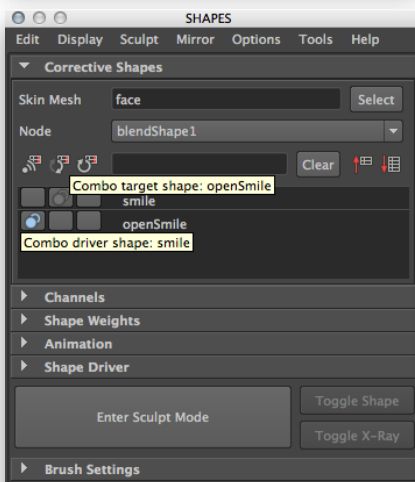 SHAPES
Edit Display Sculpt Mirror Options Tools Help
Corrective Shapes
Skin Mesh face Select
Node blendShape1
Clear
Combo target shape: openSmile
smile
openSmile
Combo driver shape: smile
Channels
Shape Weights
Animation
Shape Driver
Enter Sculpt Mode
Toggle Shape
Toggle X-Ray
Brush Settings